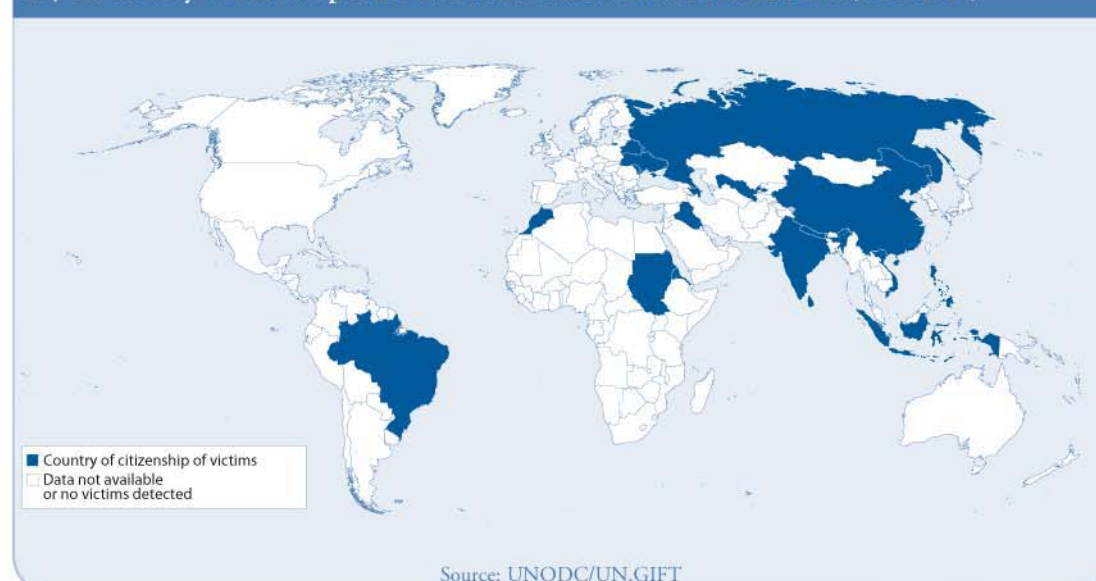 Country of citizenship of victims
Data not available
or no victims detected
Source: UNODC/UN.GIFT